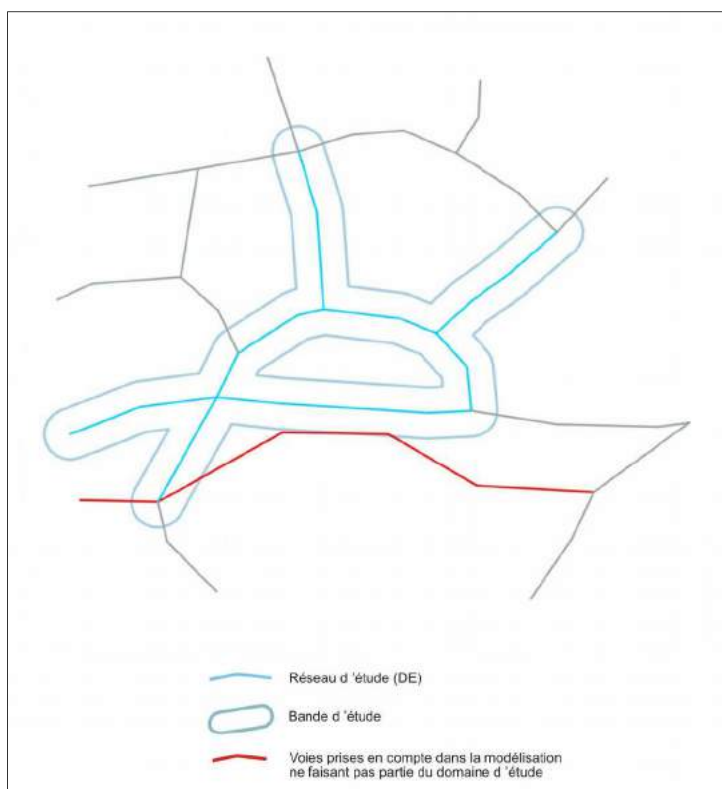 Réseau d 'étude (DE)
Bande d 'étude
Voies prises en compte dans la modélisation
ne faisant pas partie du domaine d 'étude